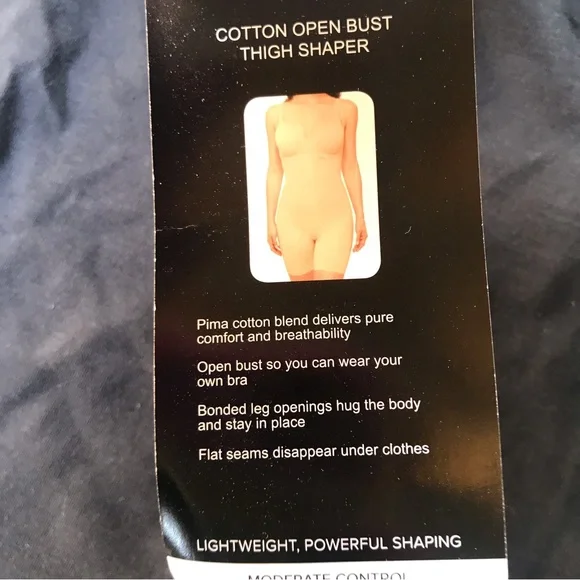 COTTON OPEN BUST
THIGH SHAPER
Pima cotton blend delivers pure
comfort and breathability
Open bust so you can wear your
own bra
Bonded leg openings hug the body
and stay in place
Flat seams disappear under clothes
LIGHTWEIGHT, POWERFUL SHAPING
MODERATE CONTROL